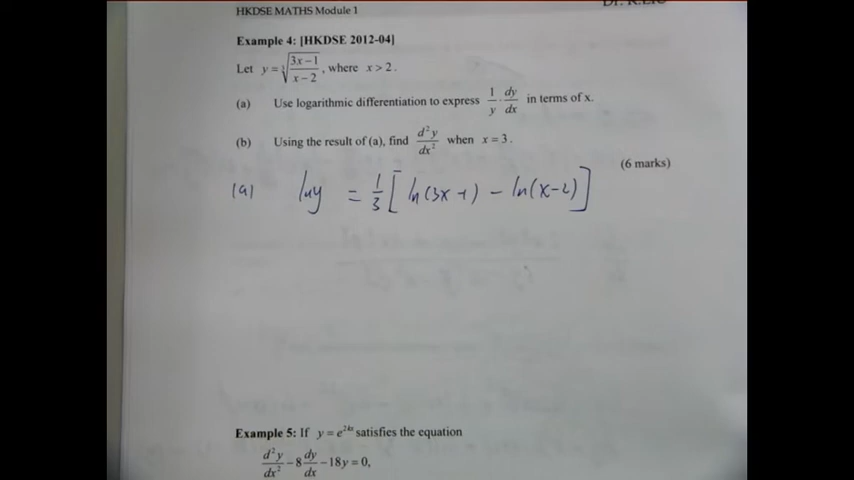 HKDSE MATHS Module 1
Example 4: [HKDSE 2012-04]
Let y = ∛((3x − 1)/(x − 2)), where x > 2.
(a) Use logarithmic differentiation to express 1/y · dy/dx in terms of x.
(b) Using the result of (a), find d²y/dx² when x = 3.
(6 marks)
(a) ln y = 1/3 [ ln(3x − 1) − ln(x − 2) ]
Example 5: If y = e^{2kx} satisfies the equation
d²y/dx² − 8 dy/dx − 18y = 0,